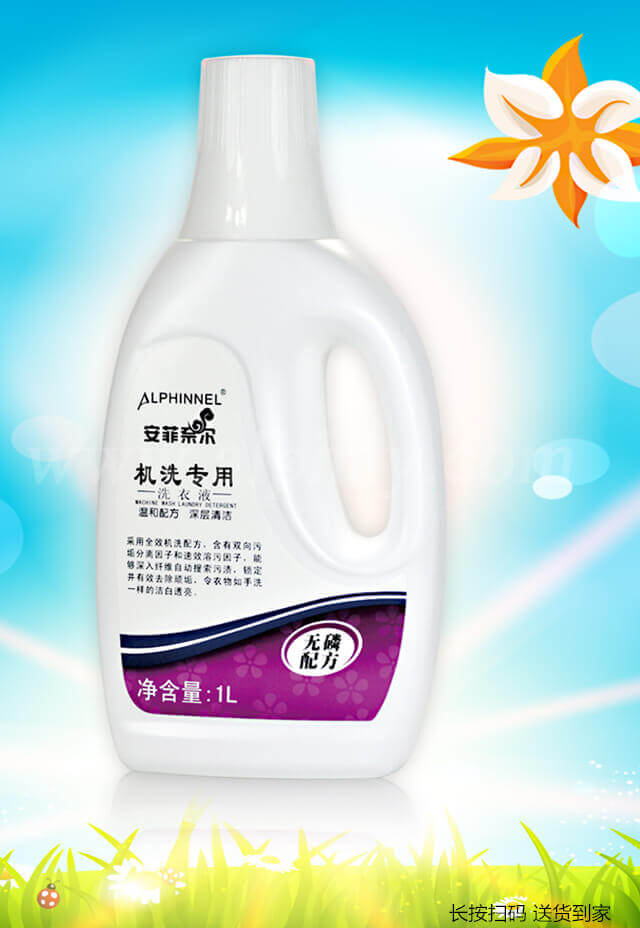 ALPHINNEL®
安菲奈尔
机洗专用
洗衣液
MACHINE WASH LAUNDRY DETERGENT
温和配方 深层清洁
采用全效机洗配方，含有双向污
垢分离因子和速效溶污因子，能
够深入纤维自动搜索污渍，锁定
并有效去除顽垢，令衣物如手洗
一样的洁白透亮。
无磷
配方
净含量：1L
长按扫码 送货到家